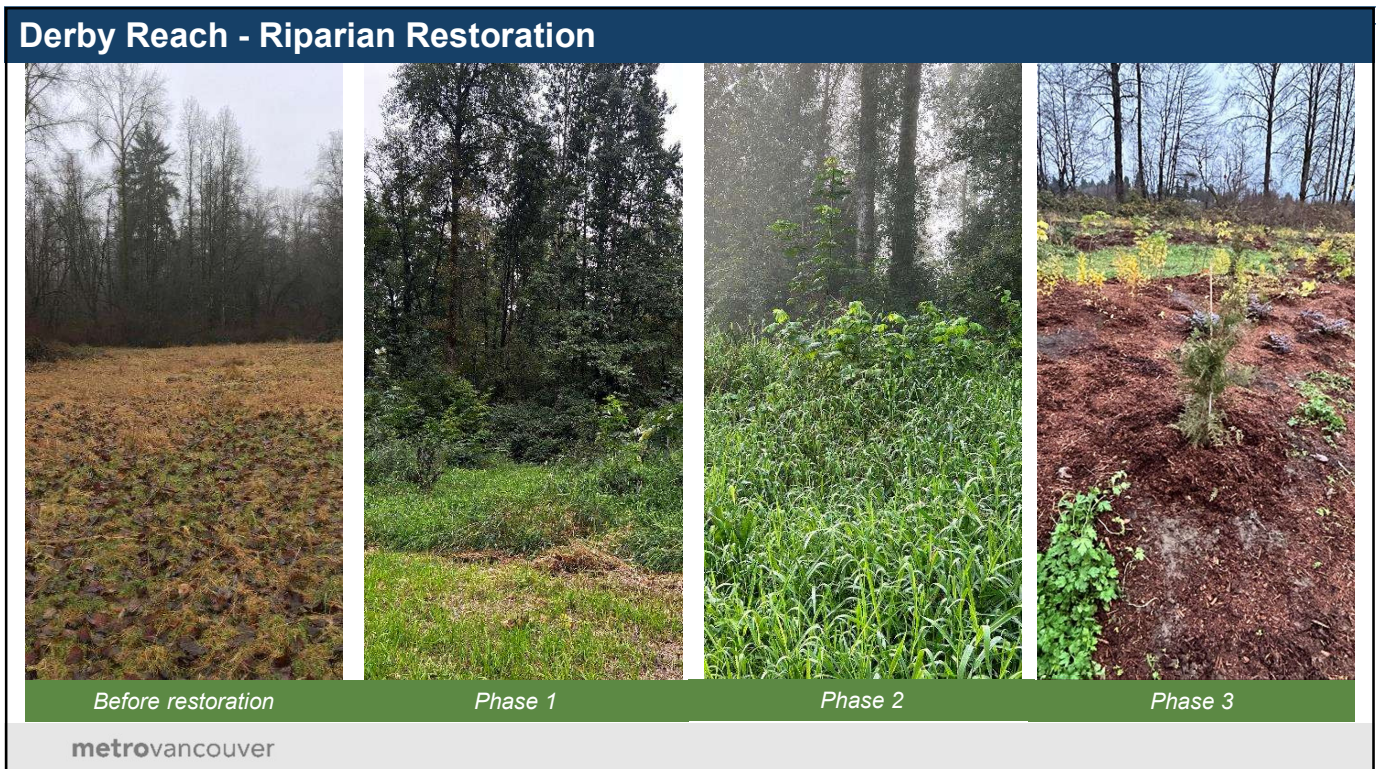 Derby Reach - Riparian Restoration
Before restoration
Phase 1
Phase 2
Phase 3
metrovancouver